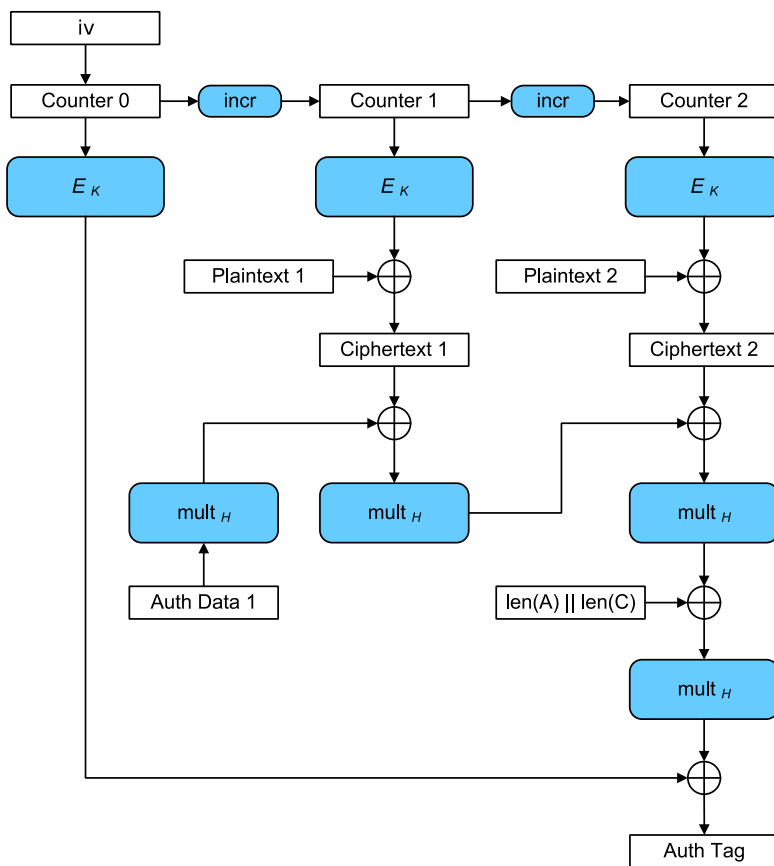 iv
Counter 0
incr
Counter 1
incr
Counter 2
E K
E K
E K
Plaintext 1
Plaintext 2
Ciphertext 1
Ciphertext 2
mult H
mult H
mult H
Auth Data 1
len(A) || len(C)
mult H
Auth Tag